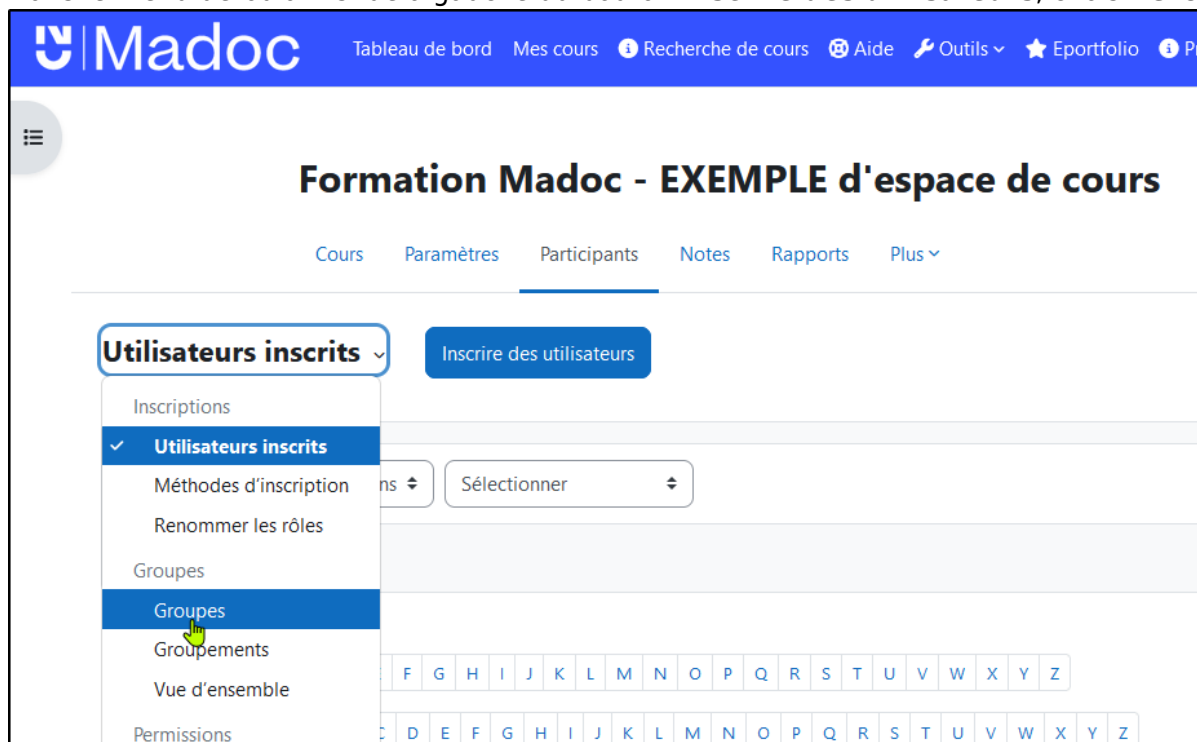 Madoc Tableau de bord Mes cours Recherche de cours Aide Outils Eportfolio
Formation Madoc - EXEMPLE d'espace de cours
Cours Paramètres Participants Notes Rapports Plus
Utilisateurs inscrits Inscrire des utilisateurs
Inscriptions
Utilisateurs inscrits
Méthodes d'inscription ns Sélectionner
Renommer les rôles
Groupes
Groupes
Groupements
F G H I J K L M N O P Q R S T U V W X Y Z
Vue d'ensemble
Permissions D E F G H I J K L M N O P Q R S T U V W X Y Z